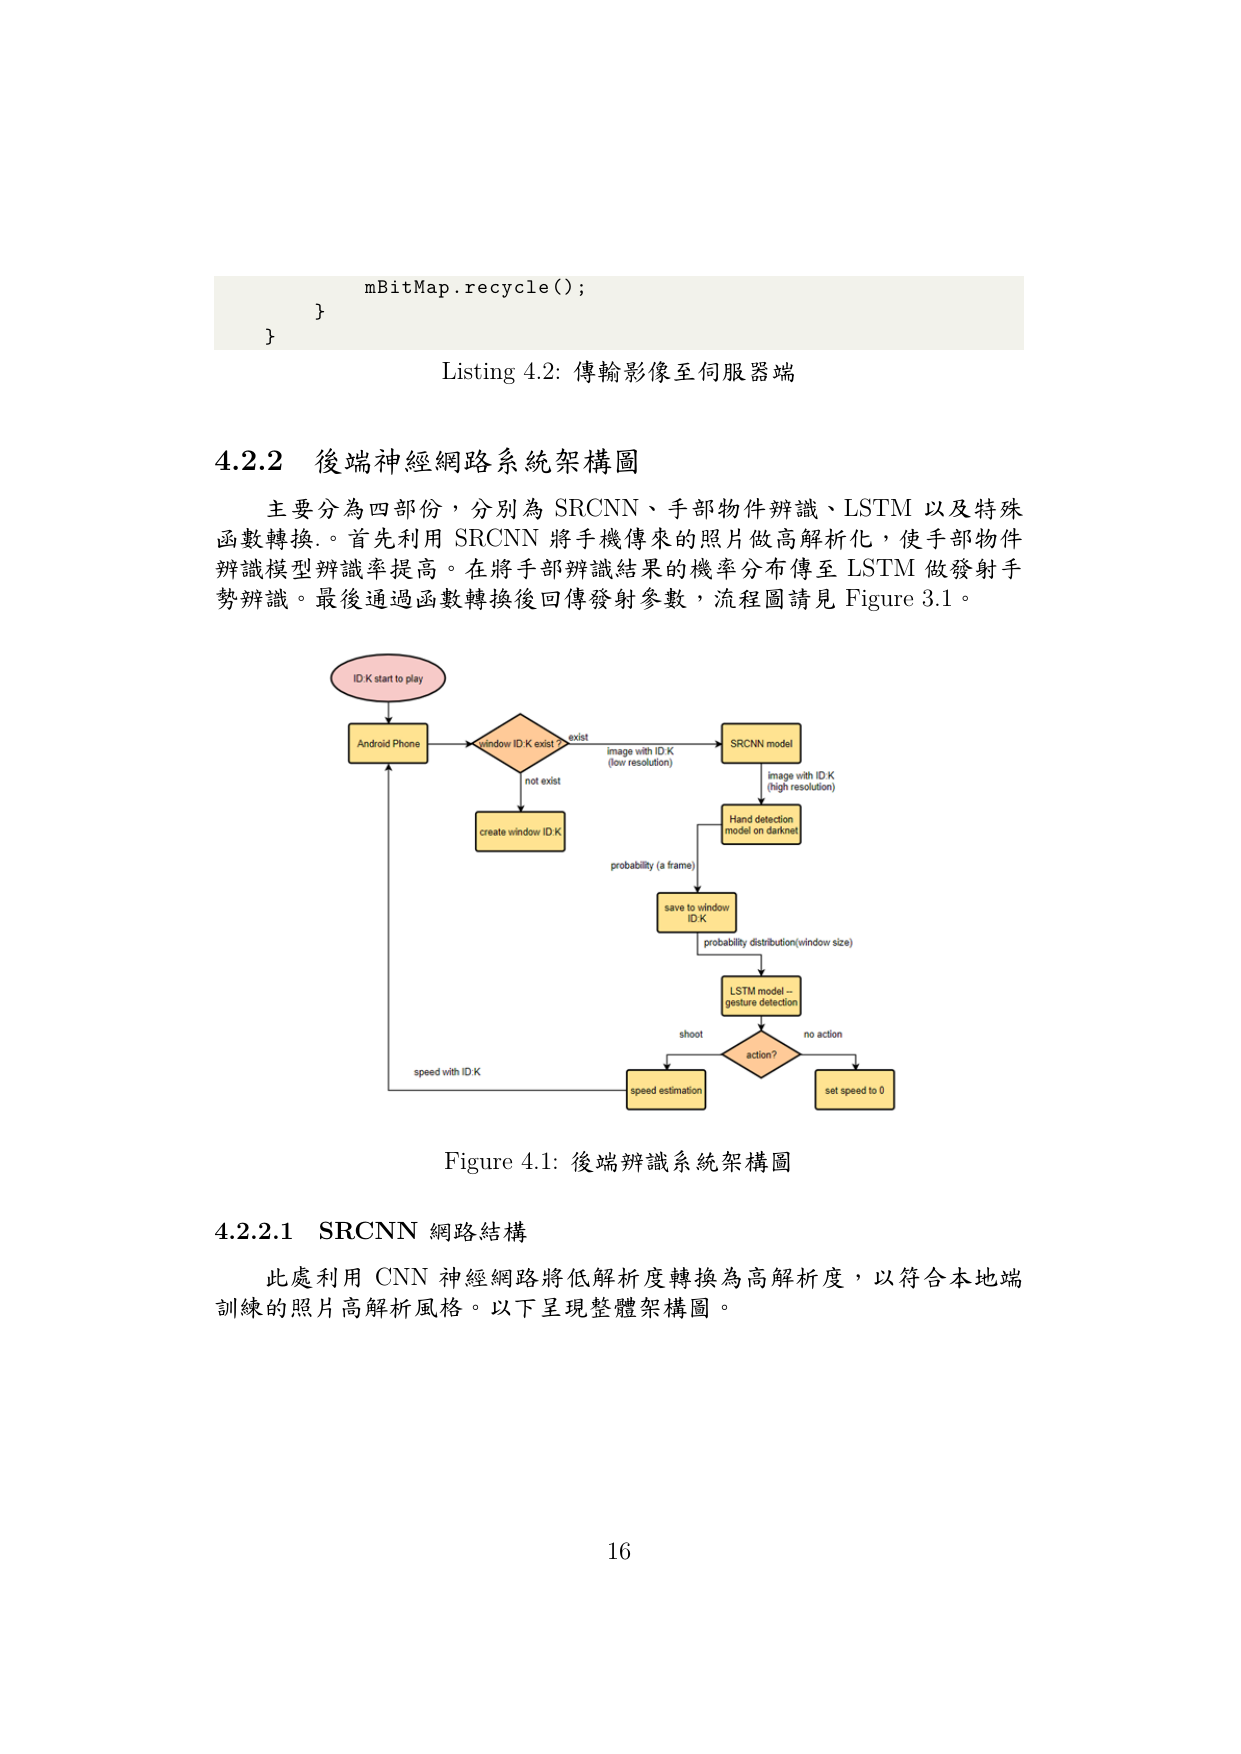 mBitMap.recycle();
}
}
Listing 4.2: 傳輸影像至伺服器端
4.2.2 後端神經網路系統架構圖
主要分為四部份，分別為 SRCNN、手部物件辨識、LSTM 以及特殊
函數轉換.。首先利用 SRCNN 將手機傳來的照片做高解析化，使手部物件
辨識模型辨識率提高。在將手部辨識結果的機率分布傳至 LSTM 做發射手
勢辨識。最後通過函數轉換後回傳發射參數，流程圖請見 Figure 3.1。
ID:K start to play
Android Phone
window ID:K exist ?
exist
image with ID:K
(low resolution)
SRCNN model
not exist
image with ID:K
(high resolution)
create window ID:K
Hand detection
model on darknet
probability (a frame)
save to window
ID:K
probability distribution(window size)
LSTM model --
gesture detection
shoot
no action
action?
speed with ID:K
speed estimation
set speed to 0
Figure 4.1: 後端辨識系統架構圖
4.2.2.1 SRCNN 網路結構
此處利用 CNN 神經網路將低解析度轉換為高解析度，以符合本地端
訓練的照片高解析風格。以下呈現整體架構圖。
16